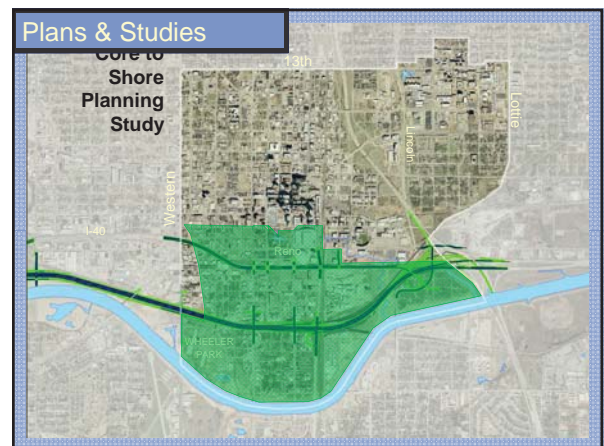 Plans & Studies
Core to
Shore
Planning
Study
13th
Lottie
Lincoln
Western
I-40
Reno
WHEELER
PARK